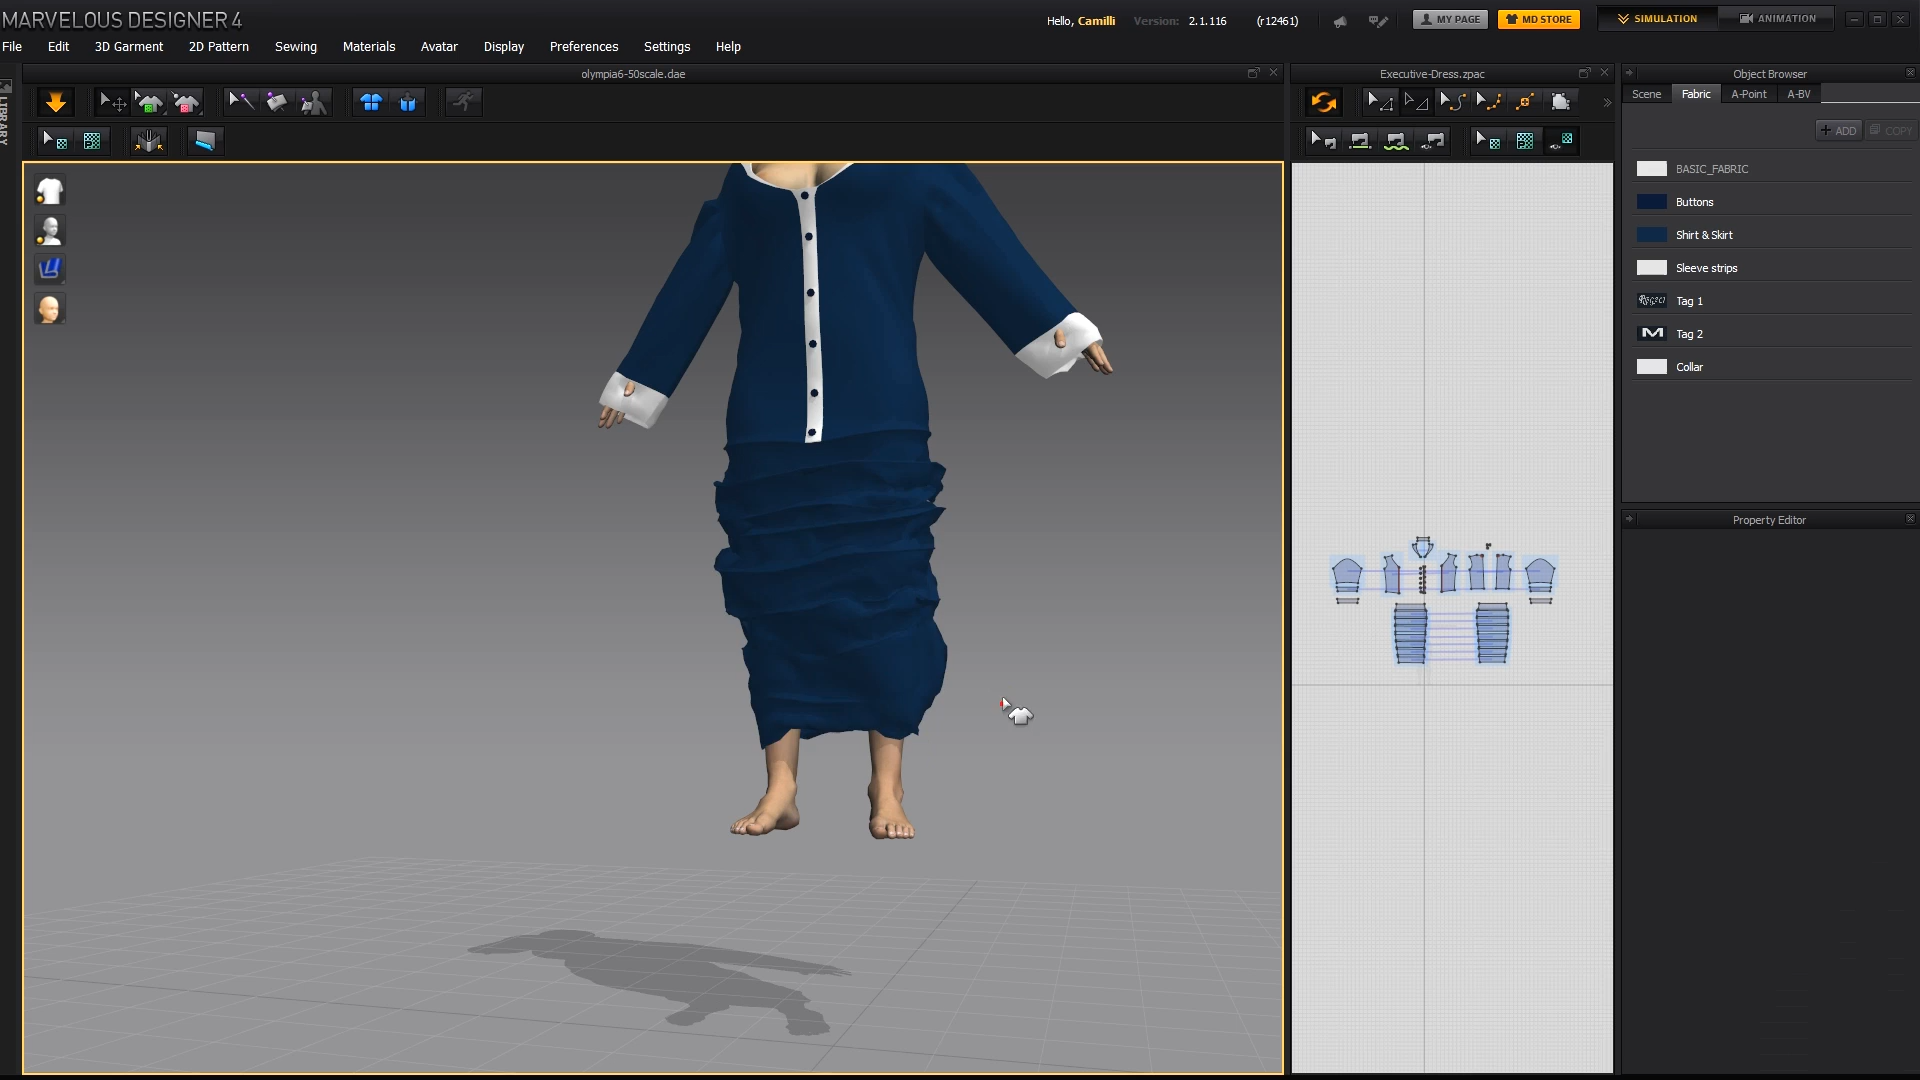 MARVELOUS DESIGNER 4
Hello, Camilli Version: 2.1.116 (r12461) MY PAGE MD STORE SIMULATION ANIMATION
File Edit 3D Garment 2D Pattern Sewing Materials Avatar Display Preferences Settings Help
LIBRARY
olympia6-50scale.dae
Executive-Dress.zpac
Object Browser
Scene Fabric A-Point A-BV
+ ADD COPY
BASIC_FABRIC
Buttons
Shirt & Skirt
Sleeve strips
Tag 1
M Tag 2
Collar
Property Editor